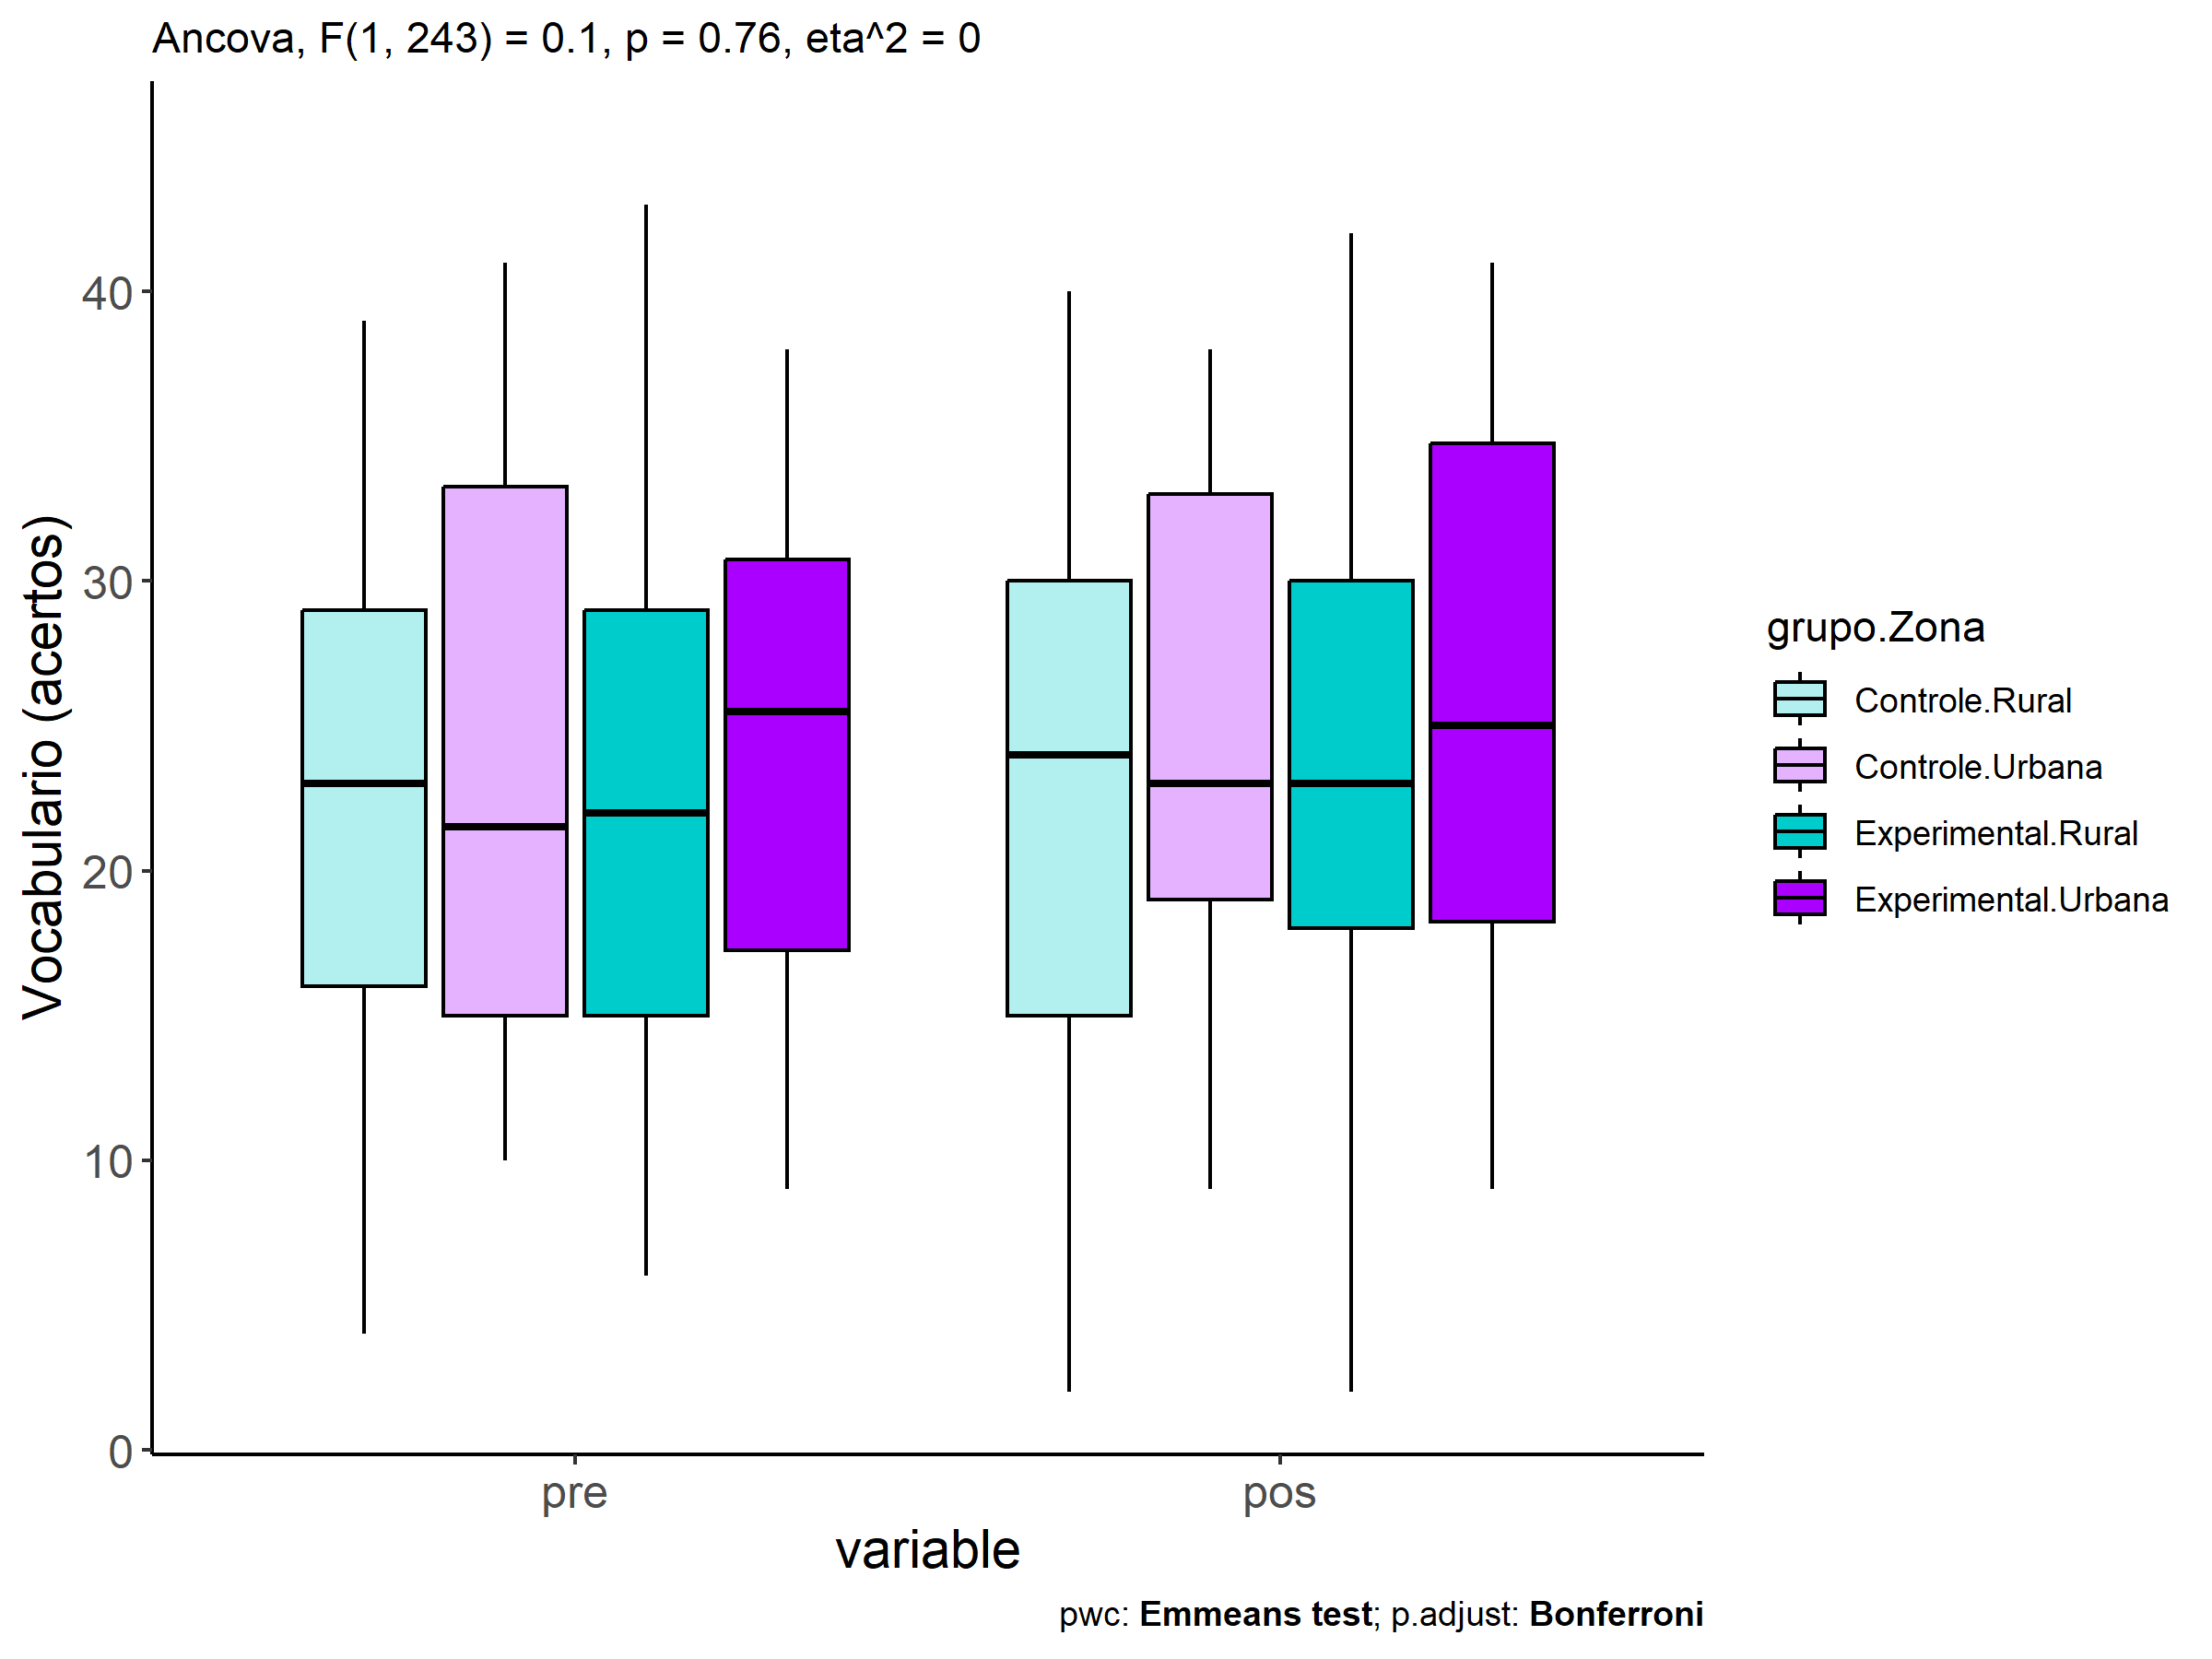 Ancova, F(1, 243) = 0.1, p = 0.76, eta^2 = 0
Vocabulario (acertos)
40
30
20
10
0
pre
pos
variable
grupo.Zona
Controle.Rural
Controle.Urbana
Experimental.Rural
Experimental.Urbana
pwc: Emmeans test; p.adjust: Bonferroni